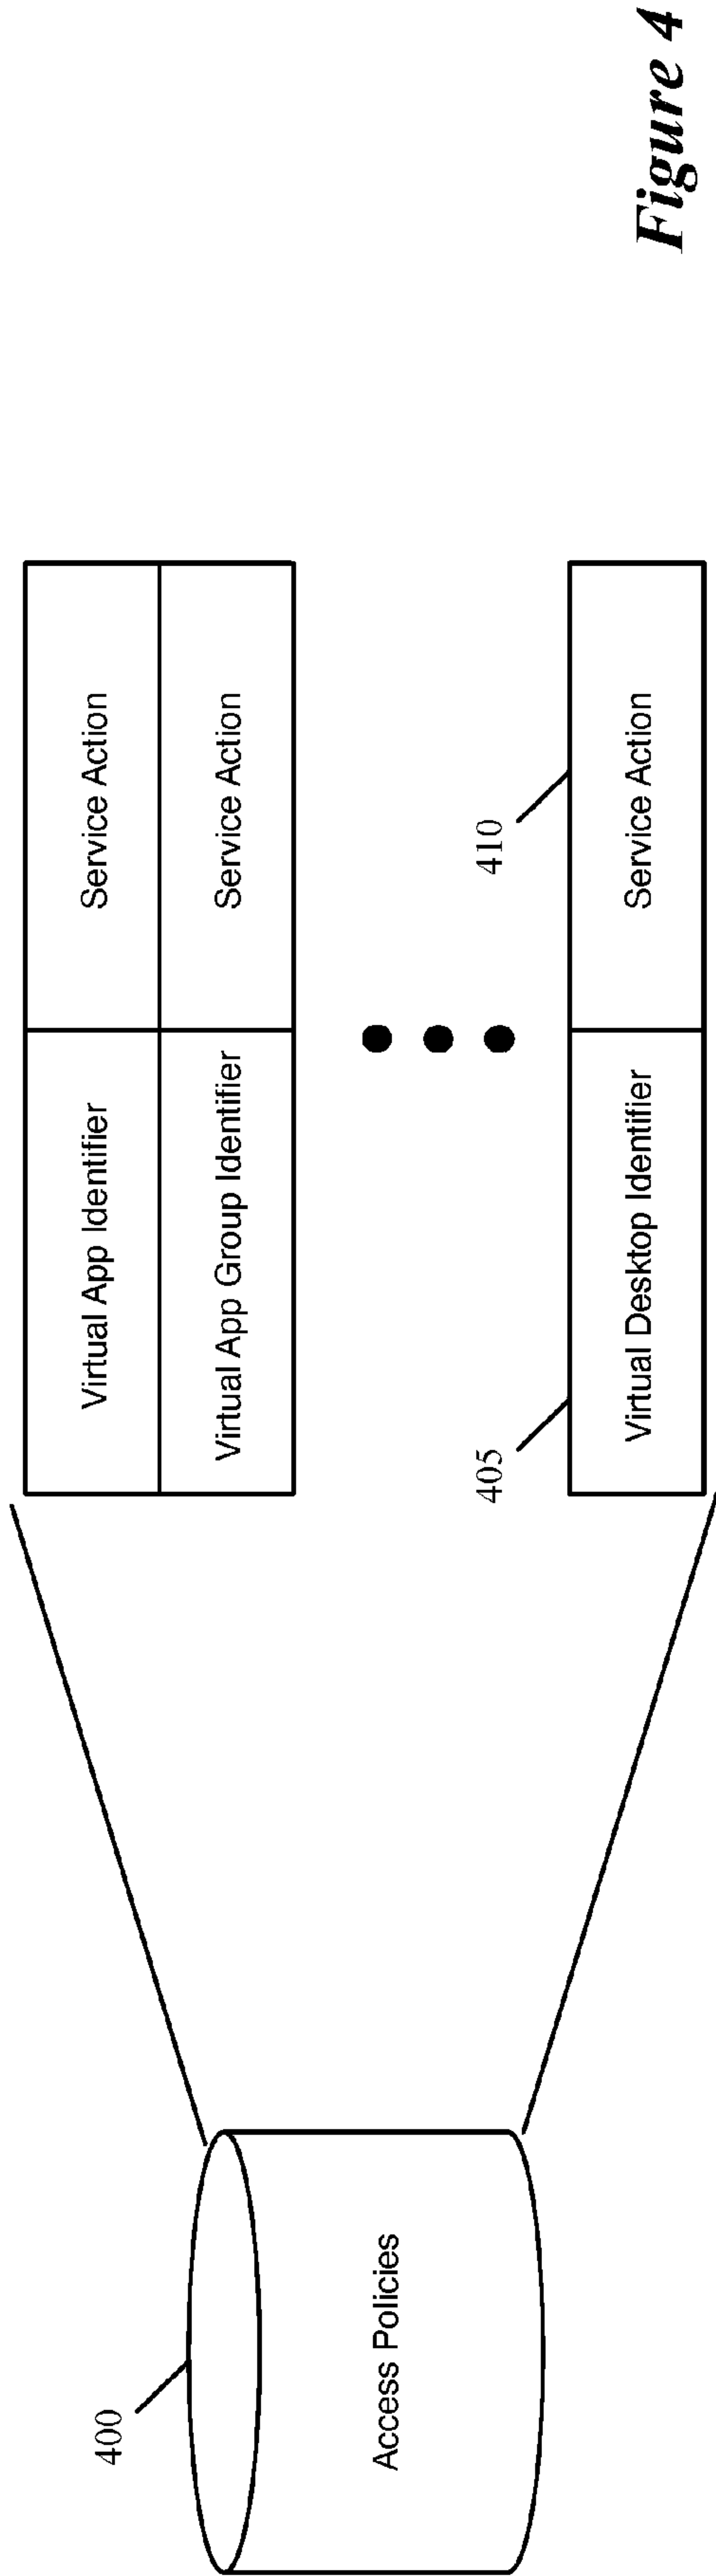 400
Access Policies
Virtual App Identifier
Service Action
Virtual App Group Identifier
Service Action
405
410
Virtual Desktop Identifier
Service Action
Figure 4